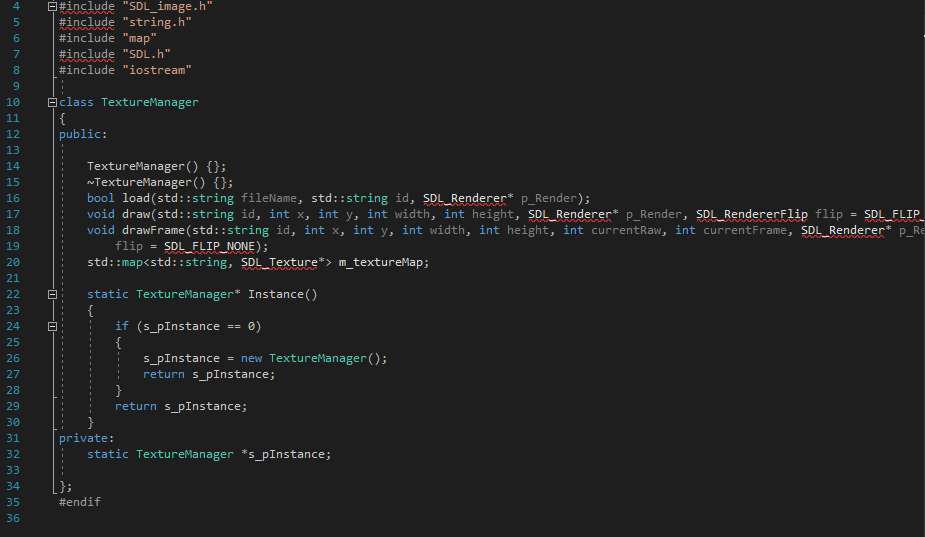 4 #include "SDL_image.h"
5 #include "string.h"
6 #include "map"
7 #include "SDL.h"
8 #include "iostream"
9
10 class TextureManager
11 {
12 public:
13
14 TextureManager() {};
15 ~TextureManager() {};
16 bool load(std::string fileName, std::string id, SDL_Renderer* p_Render);
17 void draw(std::string id, int x, int y, int width, int height, SDL_Renderer* p_Render, SDL_RendererFlip flip = SDL_FLIP_
18 void drawFrame(std::string id, int x, int y, int width, int height, int currentRaw, int currentFrame, SDL_Renderer* p_Re
19 flip = SDL_FLIP_NONE);
20 std::map<std::string, SDL_Texture*> m_textureMap;
21
22 static TextureManager* Instance()
23 {
24 if (s_pInstance == 0)
25 {
26 s_pInstance = new TextureManager();
27 return s_pInstance;
28 }
29 return s_pInstance;
30 }
31 private:
32 static TextureManager *s_pInstance;
33
34 };
35 #endif
36